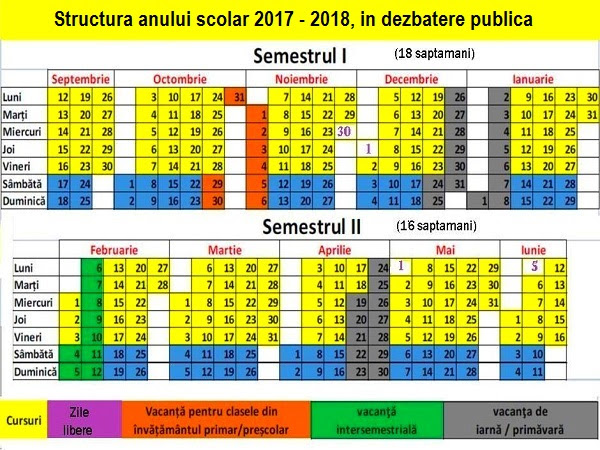 Structura anului scolar 2017 - 2018, in dezbatere publica
Semestrul I (18 saptamani)
Septembrie Octombrie Noiembrie Decembrie Ianuarie
Luni 12 19 26 3 10 17 24 31 7 14 21 28 5 12 19 26 2 9 16 23 30
Marți 13 20 27 4 11 18 25 1 8 15 22 29 6 13 20 27 3 10 17 24 31
Miercuri 14 21 28 5 12 19 26 2 9 16 23 30 7 14 21 28 4 11 18 25
Joi 15 22 29 6 13 20 27 3 10 17 24 1 8 15 22 29 5 12 19 26
Vineri 16 23 30 7 14 21 28 4 11 18 25 2 9 16 23 30 6 13 20 27
Sâmbătă 17 24 1 8 15 22 29 5 12 19 26 3 10 17 24 31 7 14 21 28
Duminică 18 25 2 9 16 23 30 6 13 20 27 4 11 18 25 1 8 15 22 29
Semestrul II (16 saptamani)
Februarie Martie Aprilie Mai Iunie
Luni 6 13 20 27 6 13 20 27 3 10 17 24 1 8 15 22 29 5 12
Marți 7 14 21 28 7 14 21 28 4 11 18 25 2 9 16 23 30 6 13
Miercuri 1 8 15 22 1 8 15 22 29 5 12 19 26 3 10 17 24 31 7 14
Joi 2 9 16 23 2 9 16 23 30 6 13 20 27 4 11 18 25 1 8 15
Vineri 3 10 17 24 3 10 17 24 31 7 14 21 28 5 12 19 26 2 9 16
Sâmbătă 4 11 18 25 4 11 18 25 1 8 15 22 29 6 13 20 27 3 10
Duminică 5 12 19 26 5 12 19 26 2 9 16 23 30 7 14 21 28 4 11
Cursuri
Zile
libere
Vacanță pentru clasele din
învățământul primar/preșcolar
vacanță
intersemestrială
vacanța de
iarnă / primăvară